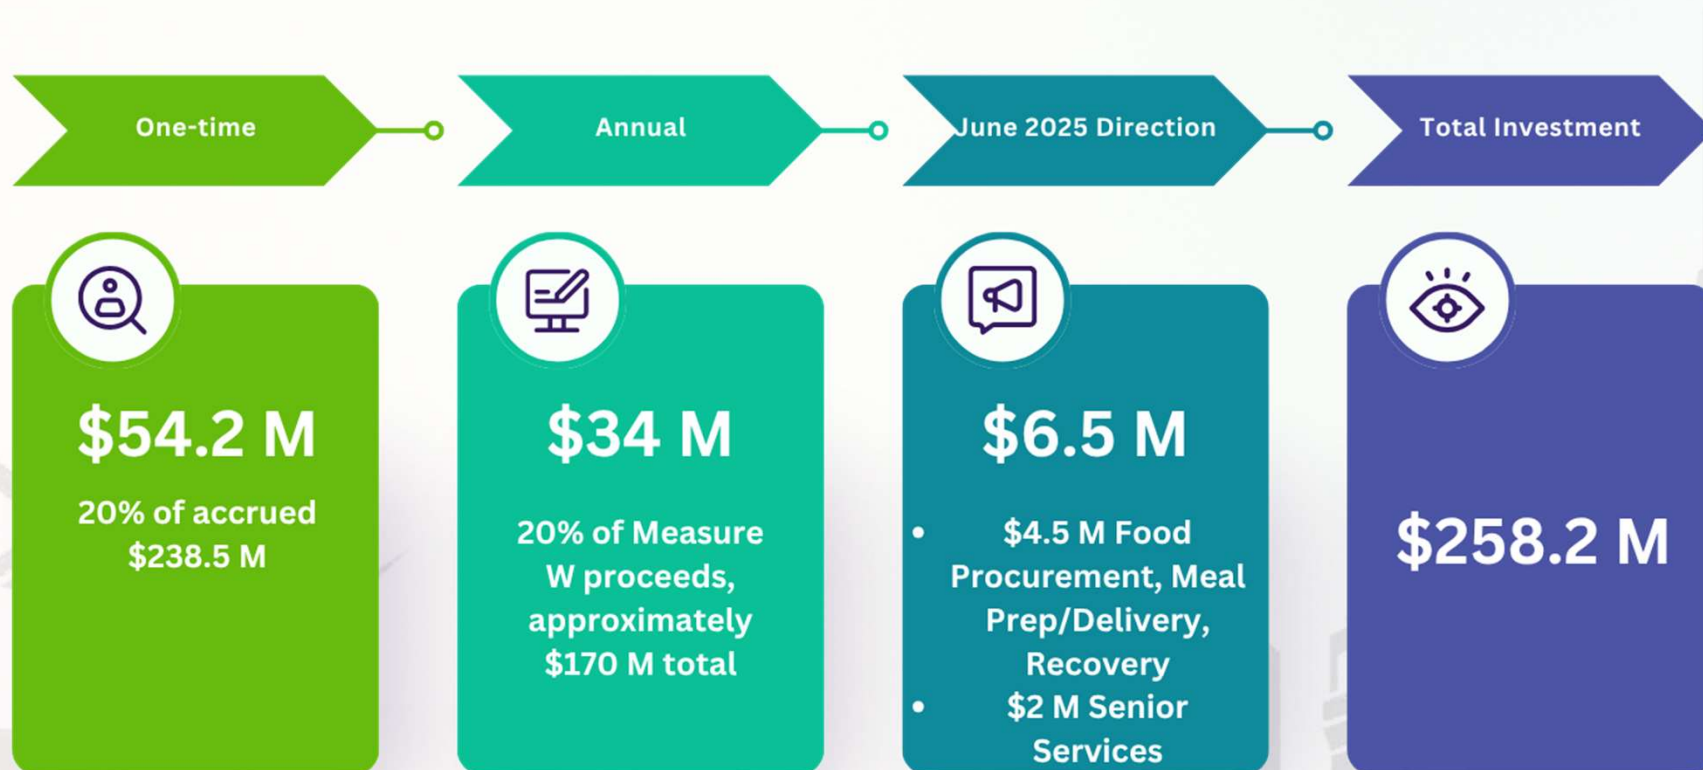 One-time
Annual
June 2025 Direction
Total Investment
$54.2 M
20% of accrued
$238.5 M
$34 M
20% of Measure
W proceeds,
approximately
$170 M total
$6.5 M
• $4.5 M Food
Procurement, Meal
Prep/Delivery,
Recovery
• $2 M Senior
Services
$258.2 M